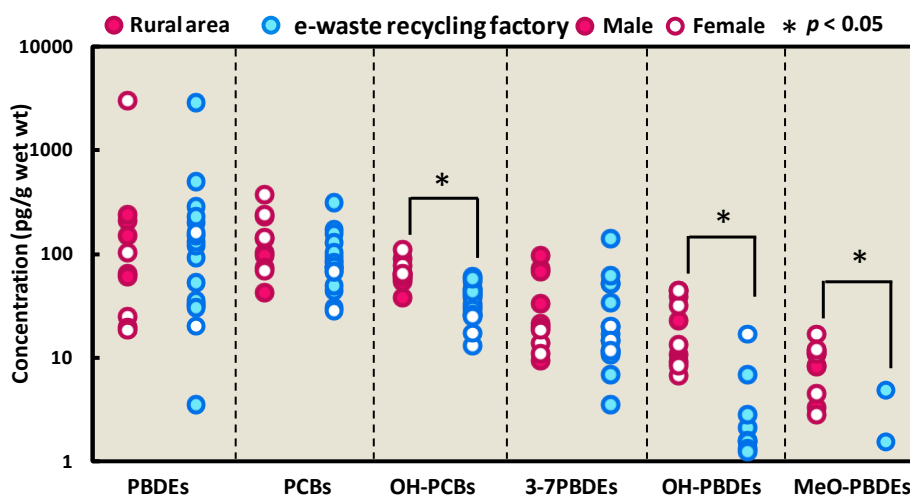 Rural area e-waste recycling factory Male Female * p < 0.05
Concentration (pg/g wet wt)
10000
1000
100
10
1
*
*
*
PBDEs PCBs OH-PCBs 3-7PBDEs OH-PBDEs MeO-PBDEs